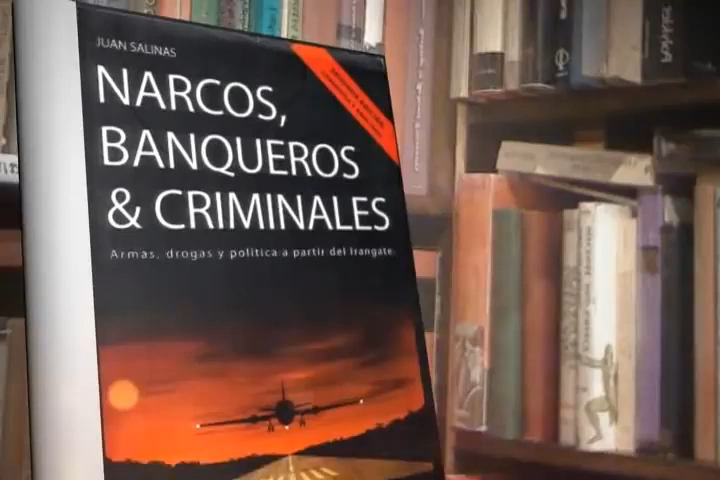 JUAN SALINAS
NARCOS,
BANQUEROS
& CRIMINALES
Armas, drogas y política a partir del Irangate